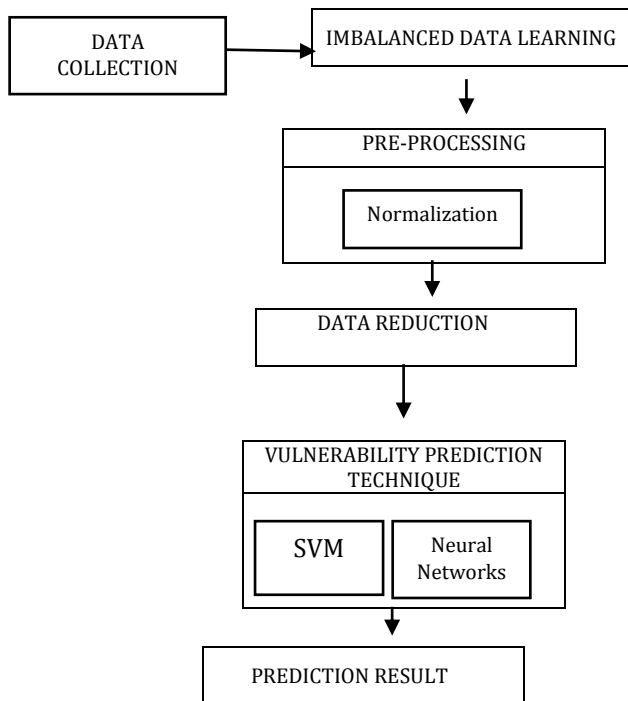 DATA
COLLECTION
IMBALANCED DATA LEARNING
PRE-PROCESSING
Normalization
DATA REDUCTION
VULNERABILITY PREDICTION
TECHNIQUE
SVM
Neural
Networks
PREDICTION RESULT